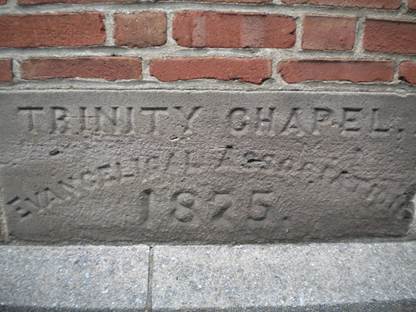 TRINITY CHAPEL.
EVANGELICAL ASSOCIATION
1875.